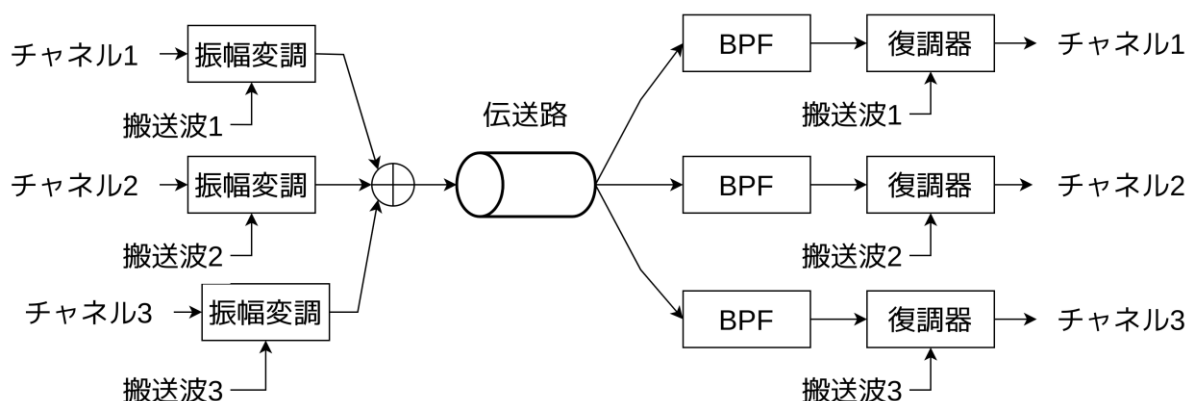 チャネル1
振幅変調
搬送波1
チャネル2
振幅変調
搬送波2
チャネル3
振幅変調
搬送波3
伝送路
BPF
復調器
チャネル1
搬送波1
BPF
復調器
チャネル2
搬送波2
BPF
復調器
チャネル3
搬送波3